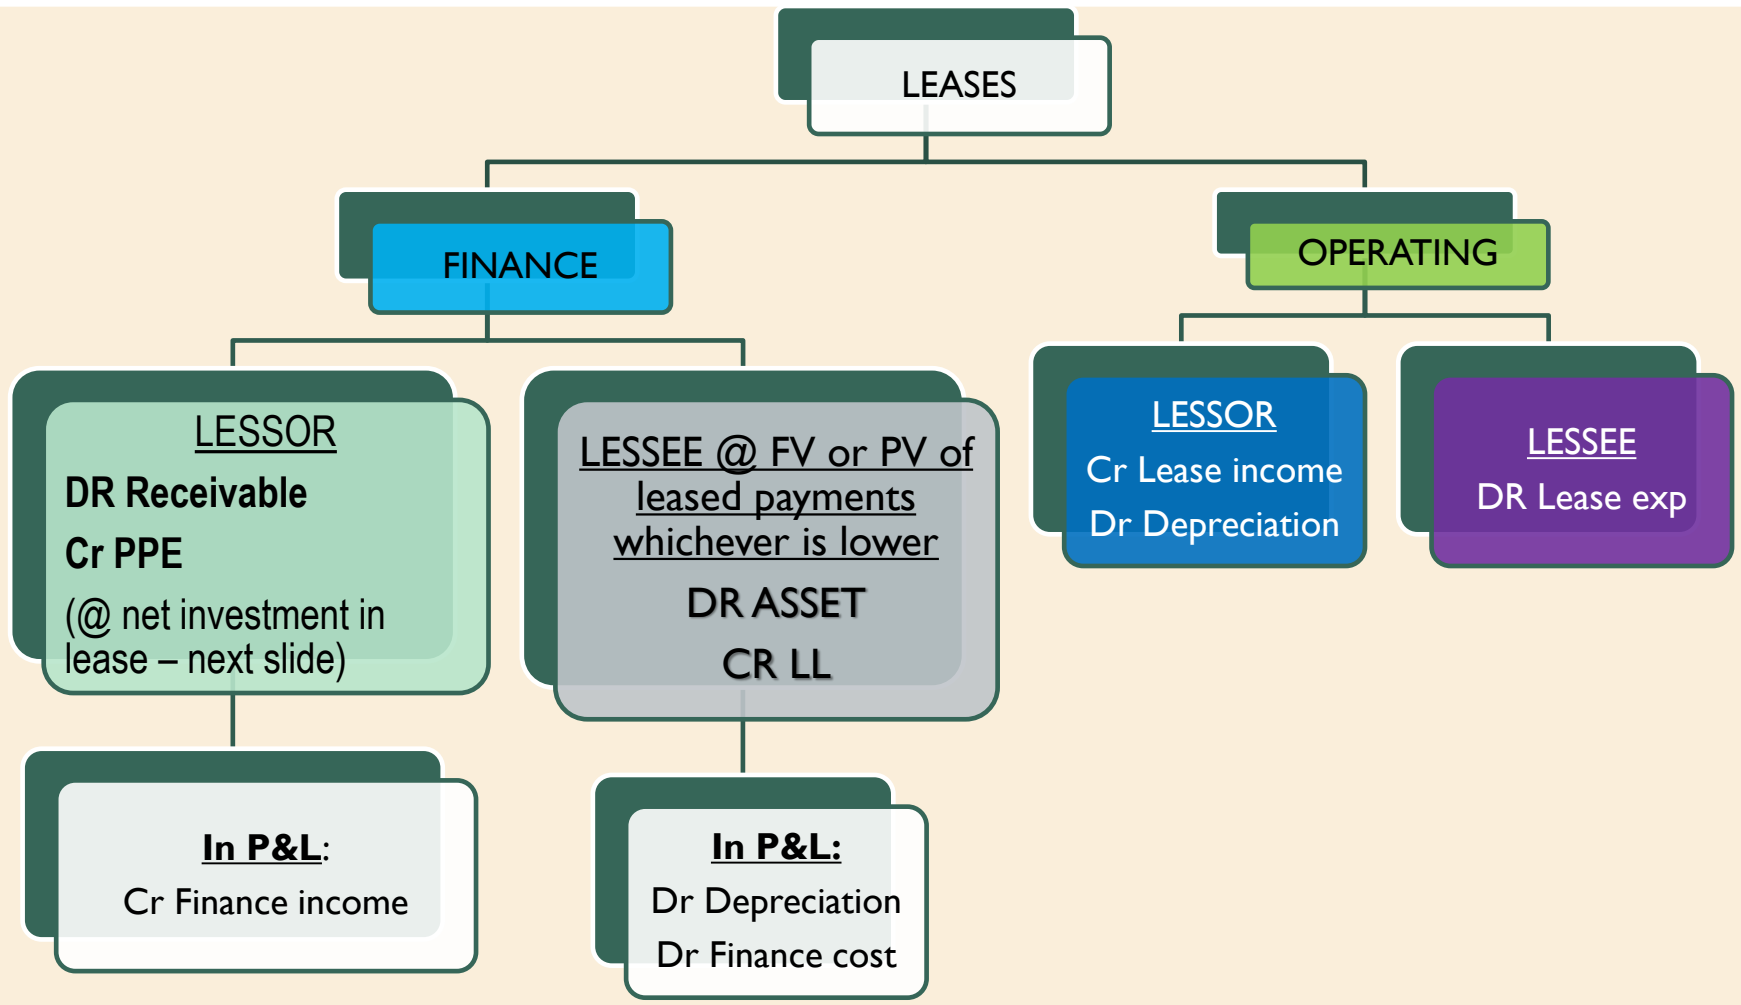 LEASES
FINANCE
OPERATING
LESSOR
DR Receivable
Cr PPE
(@ net investment in
lease – next slide)
LESSEE @ FV or PV of
leased payments
whichever is lower
DR ASSET
CR LL
LESSOR
Cr Lease income
Dr Depreciation
LESSEE
DR Lease exp
In P&L:
Cr Finance income
In P&L:
Dr Depreciation
Dr Finance cost